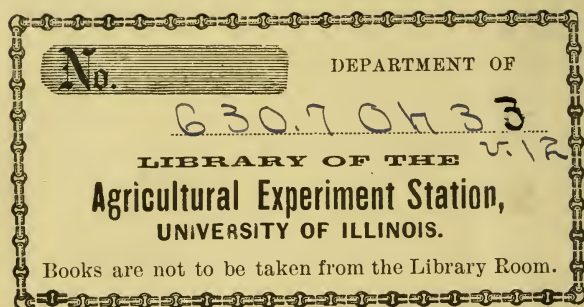 No.
DEPARTMENT OF
630.7 Oh33
v.12
LIBRARY OF THE
Agricultural Experiment Station,
UNIVERSITY OF ILLINOIS.
Books are not to be taken from the Library Room.